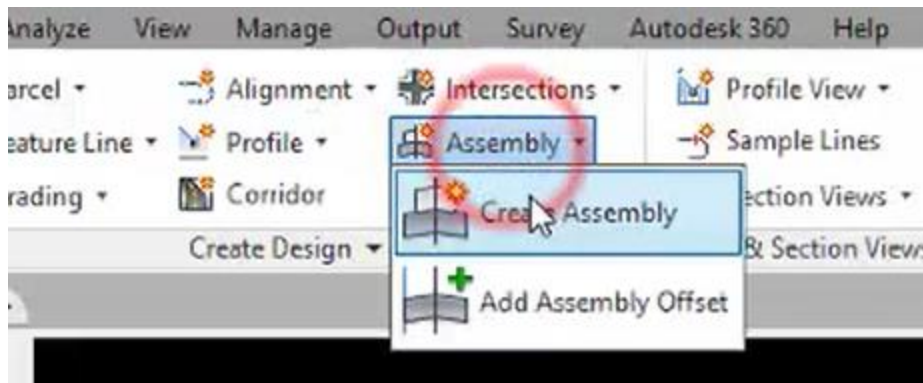 Analyze View Manage Output Survey Autodesk 360 Help
arcel Alignment Intersections Profile View
eature Line Profile Assembly Sample Lines
rading Corridor Create Assembly ection Views
Create Design & Section Views
Add Assembly Offset